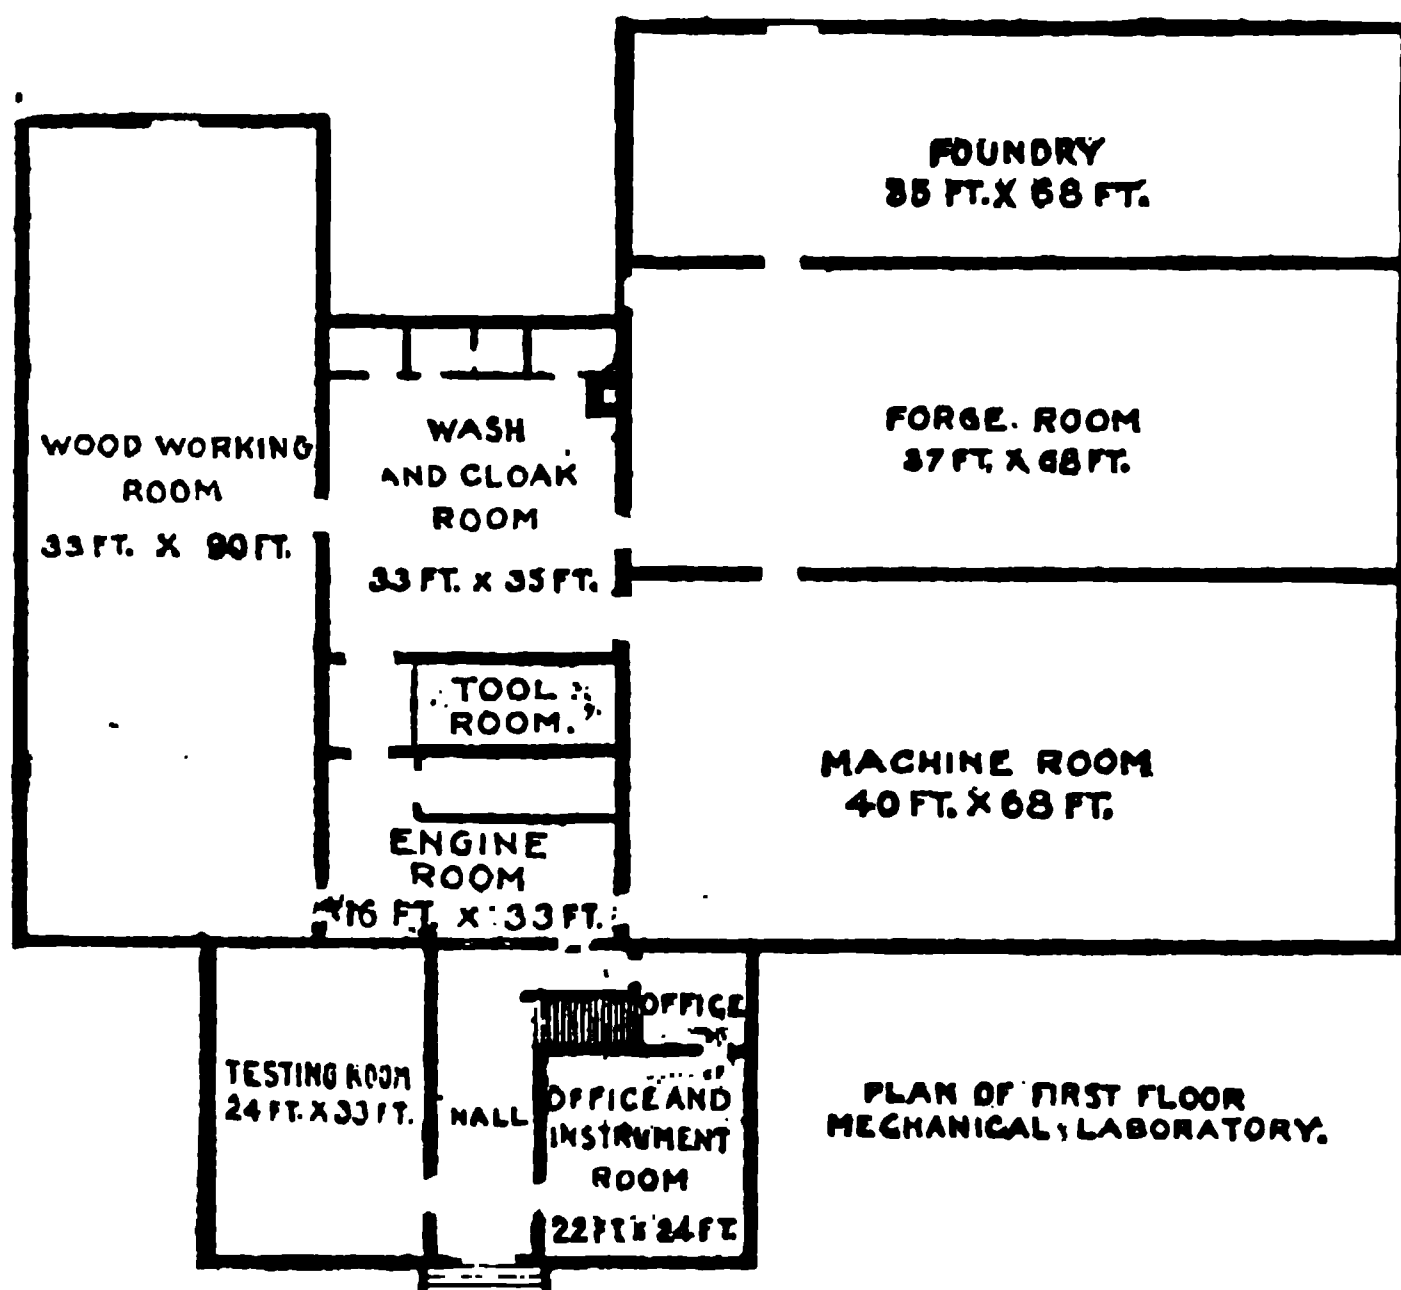 FOUNDRY
35 FT. X 68 FT.
WOOD WORKING
ROOM
33 FT. X 90 FT.
WASH
AND CLOAK
ROOM
33 FT. X 35 FT.
FORGE. ROOM
37 FT. X 68 FT.
TOOL
ROOM.
MACHINE ROOM
40 FT. X 68 FT.
ENGINE
ROOM
16 FT. X 33 FT.
OFFICE
TESTING ROOM
24 FT. X 33 FT.
HALL
OFFICE AND
INSTRUMENT
ROOM
22 FT X 24 FT.
PLAN OF FIRST FLOOR
MECHANICAL LABORATORY.